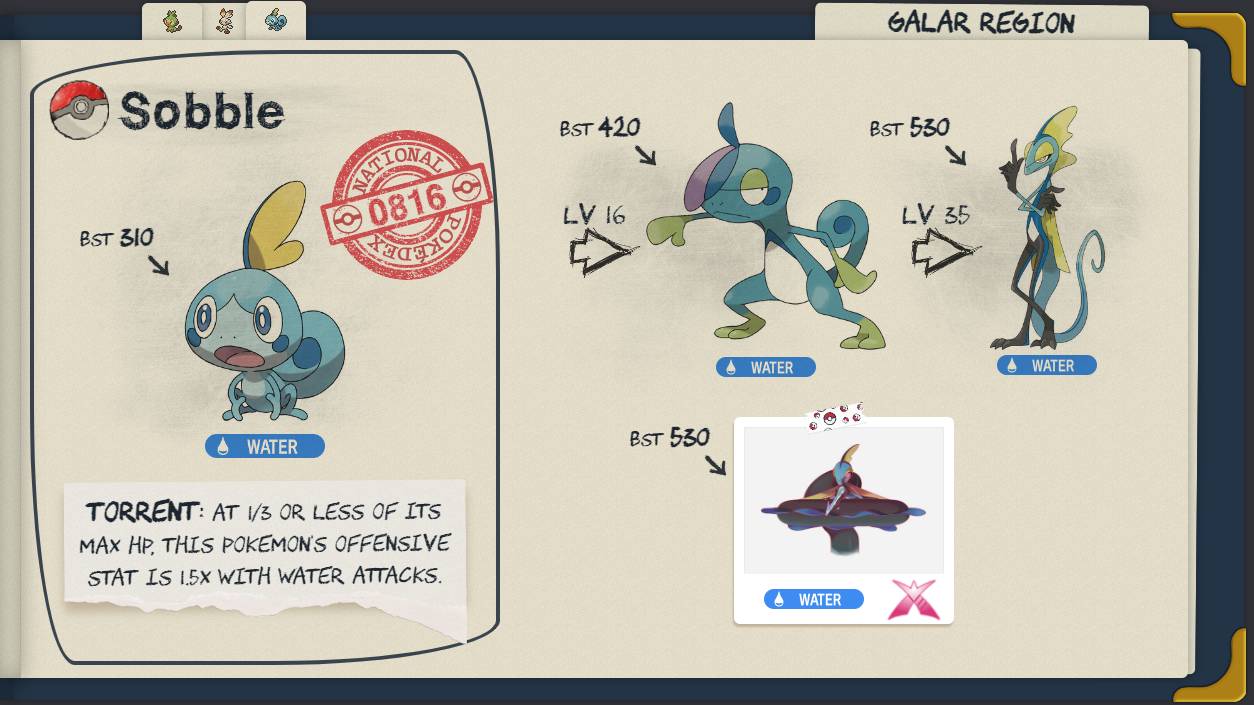 GALAR REGION
Sobble
NATIONAL
0816
POKÉDEX
BST 310
WATER
TORRENT: AT 1/3 OR LESS OF ITS
MAX HP, THIS POKEMON'S OFFENSIVE
STAT IS 1.5X WITH WATER ATTACKS.
LV 16
BST 420
WATER
LV 35
BST 530
WATER
BST 530
WATER